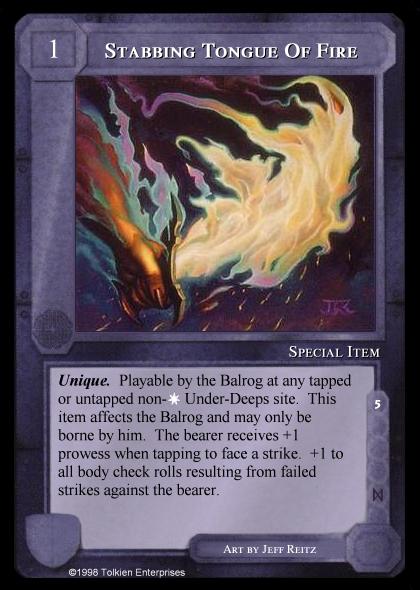 1
Stabbing Tongue Of Fire
JR
Special Item
Unique. Playable by the Balrog at any tapped
or untapped non-✷ Under-Deeps site. This
item affects the Balrog and may only be
borne by him. The bearer receives +1
prowess when tapping to face a strike. +1 to
all body check rolls resulting from failed
strikes against the bearer.
5
Art by Jeff Reitz
©1998 Tolkien Enterprises